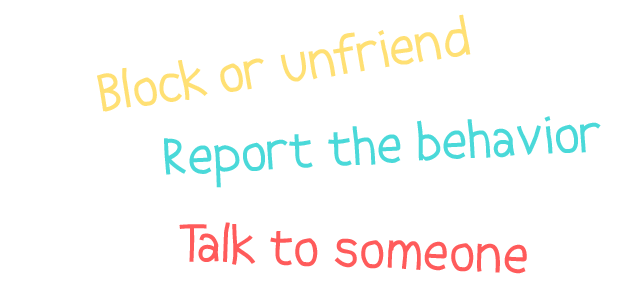 Block or unfriend
Report the behavior
Talk to someone